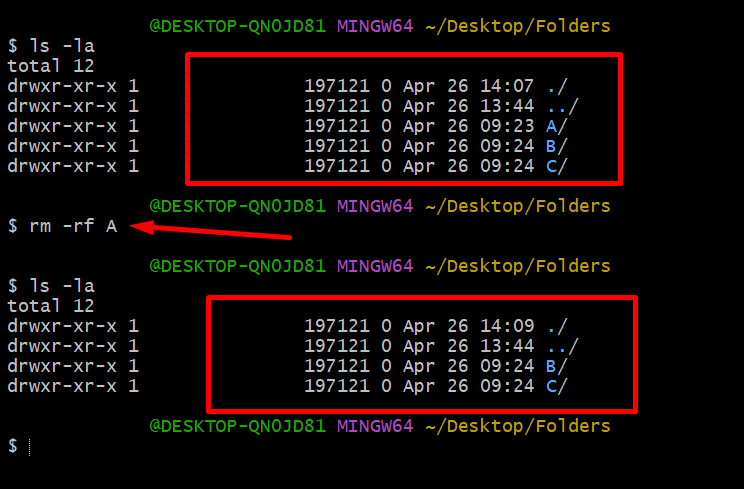 @DESKTOP-QNOJD81 MINGW64 ~/Desktop/Folders
$ ls -la
total 12
drwxr-xr-x 1 197121 0 Apr 26 14:07 ./
drwxr-xr-x 1 197121 0 Apr 26 13:44 ../
drwxr-xr-x 1 197121 0 Apr 26 09:23 A/
drwxr-xr-x 1 197121 0 Apr 26 09:24 B/
drwxr-xr-x 1 197121 0 Apr 26 09:24 C/
@DESKTOP-QNOJD81 MINGW64 ~/Desktop/Folders
$ rm -rf A
@DESKTOP-QNOJD81 MINGW64 ~/Desktop/Folders
$ ls -la
total 12
drwxr-xr-x 1 197121 0 Apr 26 14:09 ./
drwxr-xr-x 1 197121 0 Apr 26 13:44 ../
drwxr-xr-x 1 197121 0 Apr 26 09:24 B/
drwxr-xr-x 1 197121 0 Apr 26 09:24 C/
@DESKTOP-QNOJD81 MINGW64 ~/Desktop/Folders
$